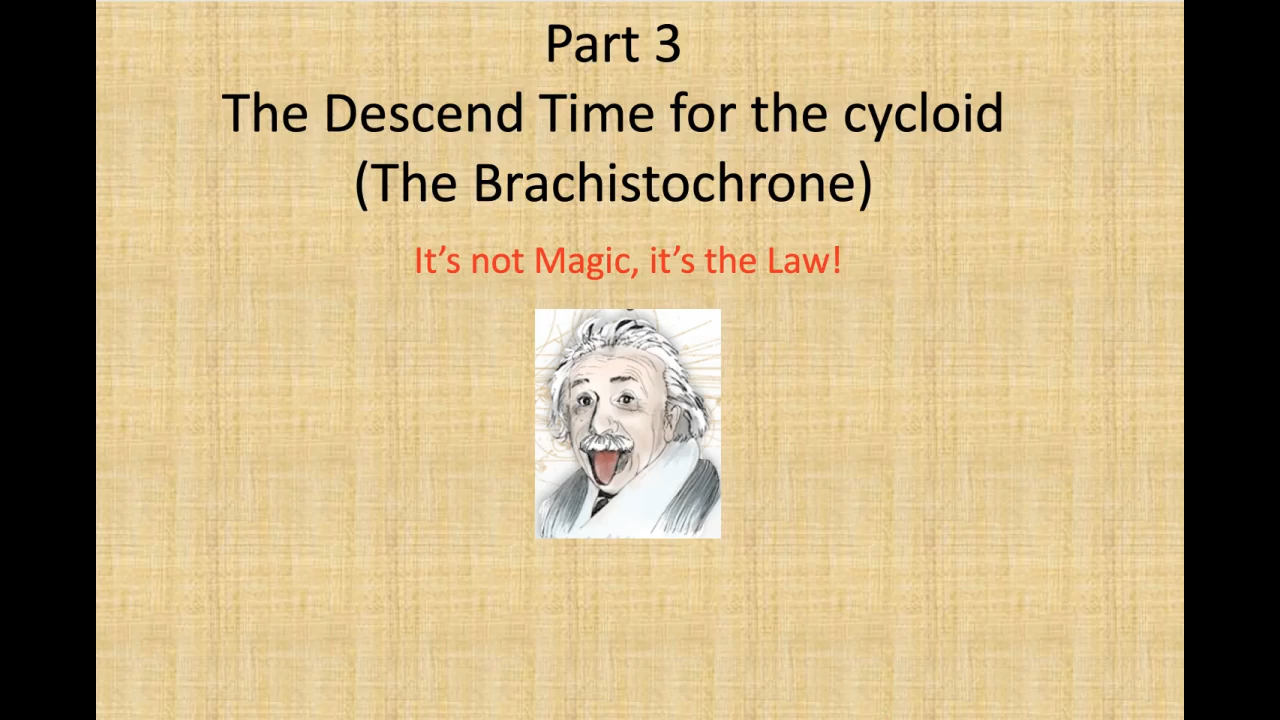 Part 3
The Descend Time for the cycloid
(The Brachistochrone)
It’s not Magic, it’s the Law!